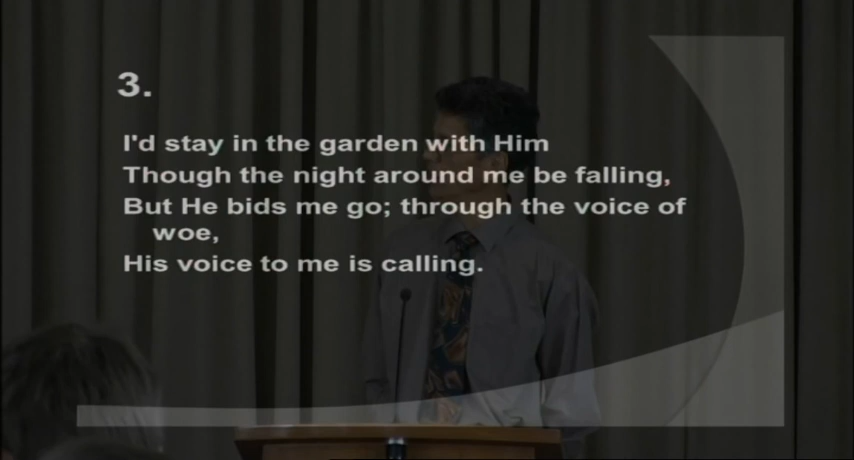 3.
I'd stay in the garden with Him
Though the night around me be falling,
But He bids me go; through the voice of
woe,
His voice to me is calling.